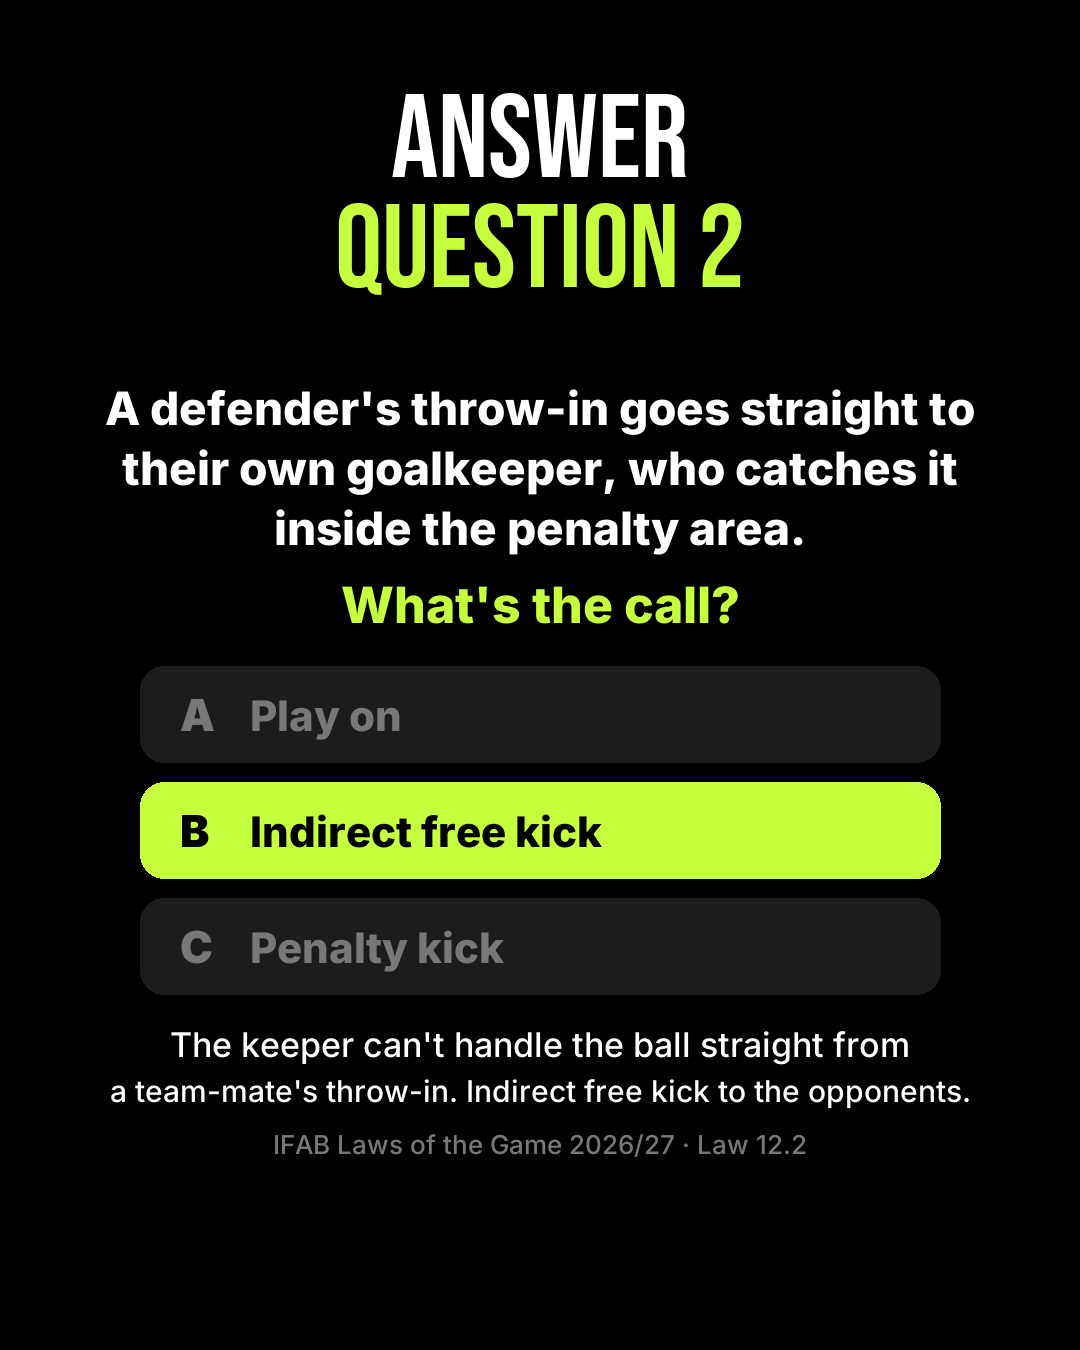 ANSWER
QUESTION 2
A defender's throw-in goes straight to
their own goalkeeper, who catches it
inside the penalty area.
What's the call?
A Play on
B Indirect free kick
C Penalty kick
The keeper can't handle the ball straight from
a team-mate's throw-in. Indirect free kick to the opponents.
IFAB Laws of the Game 2026/27 · Law 12.2